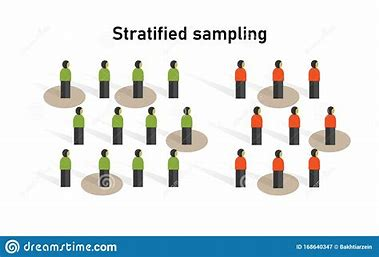 Stratified sampling
dreamstime.com
ID 168640347 © Bakhtiarzein